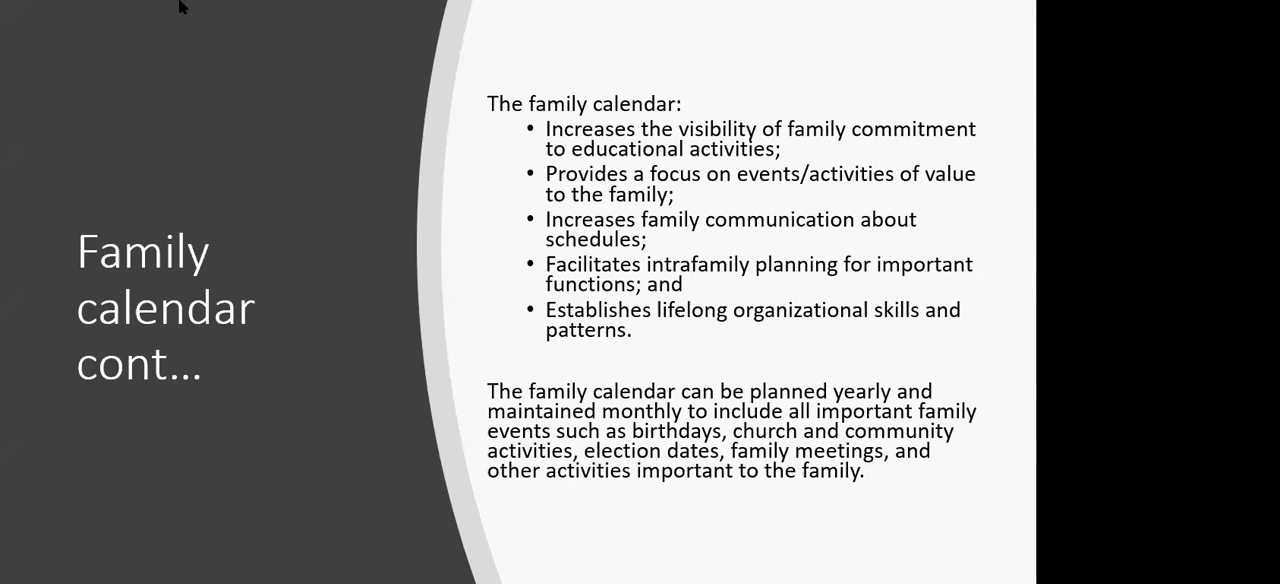 Family
calendar
cont...
The family calendar:
• Increases the visibility of family commitment
to educational activities;
• Provides a focus on events/activities of value
to the family;
• Increases family communication about
schedules;
• Facilitates intrafamily planning for important
functions; and
• Establishes lifelong organizational skills and
patterns.
The family calendar can be planned yearly and
maintained monthly to include all important family
events such as birthdays, church and community
activities, election dates, family meetings, and
other activities important to the family.